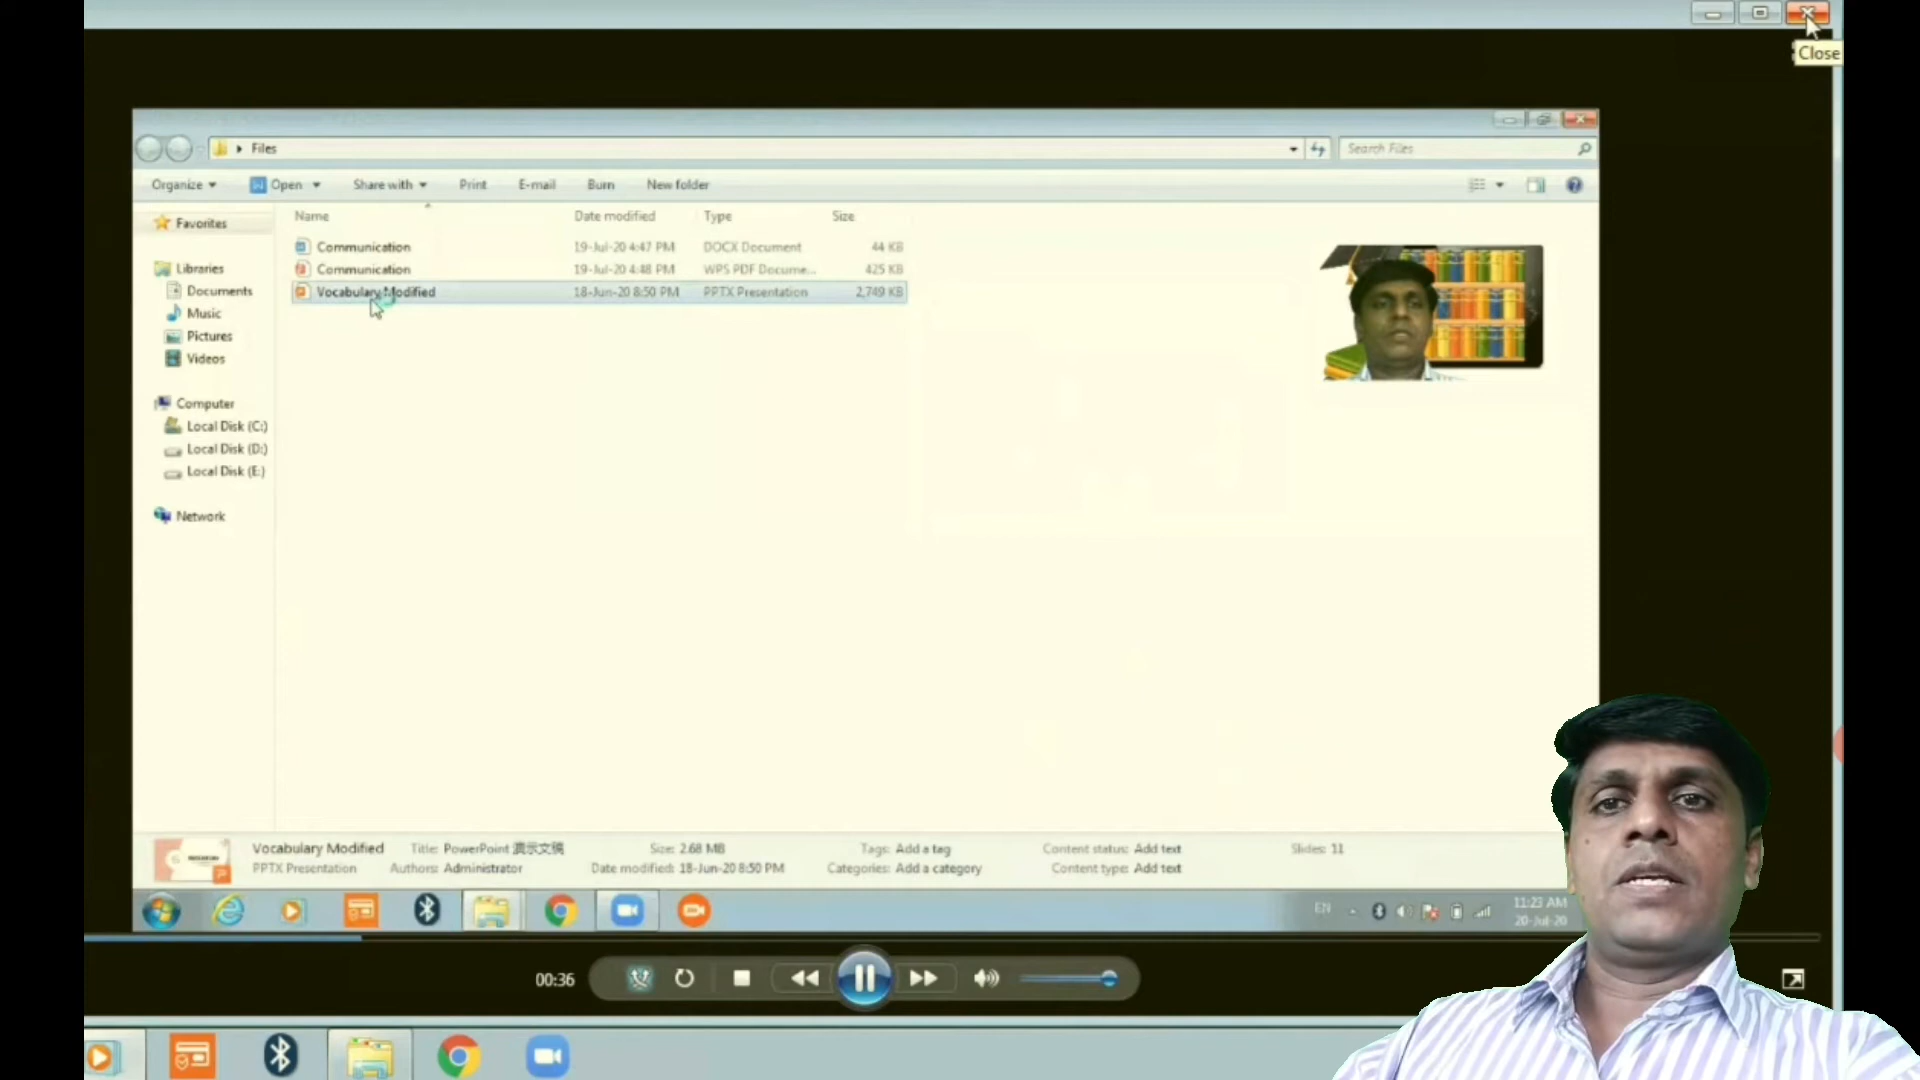 Close
Files
Search Files
Organize Open Share with Print E-mail Burn New folder
Name Date modified Type Size
Favorites
Libraries
Documents
Music
Pictures
Videos
Computer
Local Disk (C:)
Local Disk (D:)
Local Disk (E:)
Network
Communication 19-Jul-20 4:47 PM DOCX Document 44 KB
Communication 19-Jul-20 4:48 PM WPS PDF Docume... 425 KB
Vocabulary Modified 18-Jun-20 8:50 PM PPTX Presentation 2,749 KB
Vocabulary Modified Title: PowerPoint 演示文稿 Size: 2.68 MB Tags: Add a tag Content status: Add text Slides: 11
PPTX Presentation Authors: Administrator Date modified: 18-Jun-20 8:50 PM Categories: Add a category Content type: Add text
EN 11:23 AM
20-Jul-20
00:36